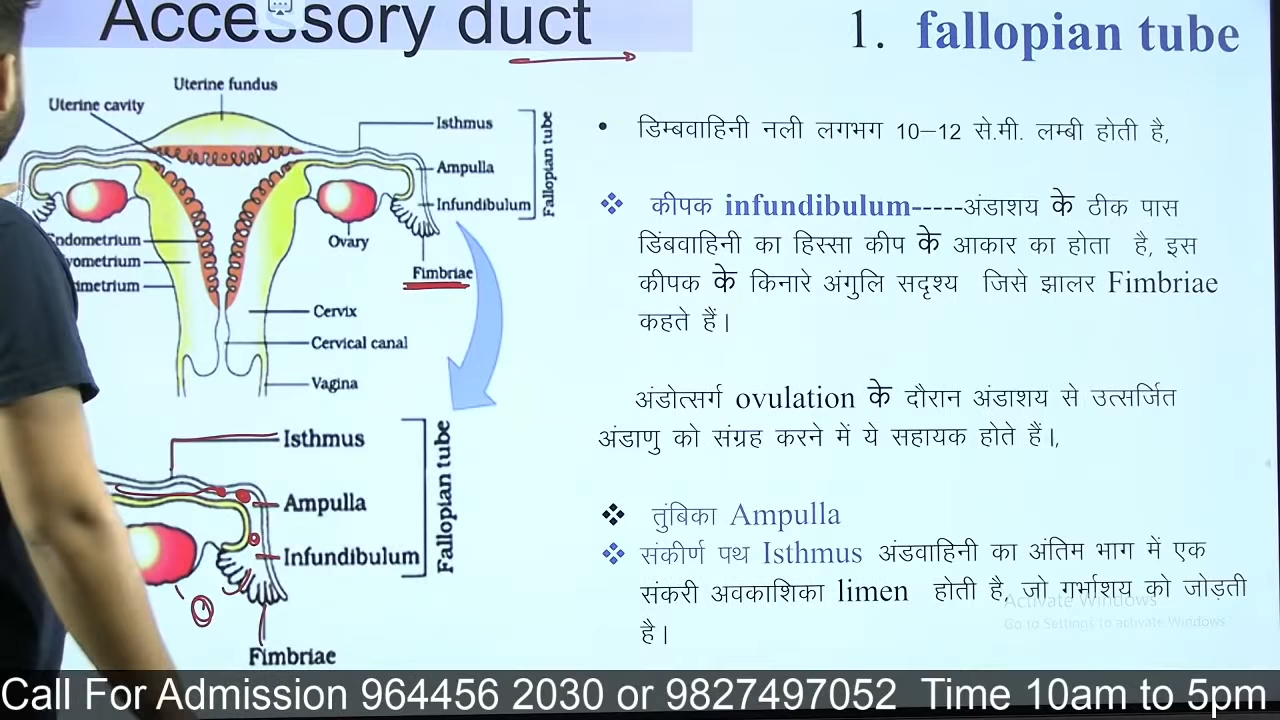 Accessory duct
1. fallopian tube
Uterine fundus
Uterine cavity
Isthmus
Ampulla
Infundibulum
Fallopian tube
Ovary
Fimbriae
Cervix
Cervical canal
Vagina
Isthmus
Ampulla
Infundibulum
Fallopian tube
Fimbriae
• डिम्बवाहिनी नली लगभग 10–12 से.मी. लम्बी होती है,
❖ कीपक infundibulum-----अंडाशय के ठीक पास
डिंबवाहिनी का हिस्सा कीप के आकार का होता है, इस
कीपक के किनारे अंगुलि सदृश्य जिसे झालर Fimbriae
कहते हैं।
अंडोत्सर्ग ovulation के दौरान अंडाशय से उत्सर्जित
अंडाणु को संग्रह करने में ये सहायक होते हैं।,
❖ तुंबिका Ampulla
❖ संकीर्ण पथ Isthmus अंडवाहिनी का अंतिम भाग में एक
संकरी अवकाशिका limen होती है, जो गर्भाशय को जोड़ती
है।
Activate Windows
Go to Settings to activate Windows.
Call For Admission 964456 2030 or 9827497052 Time 10am to 5pm